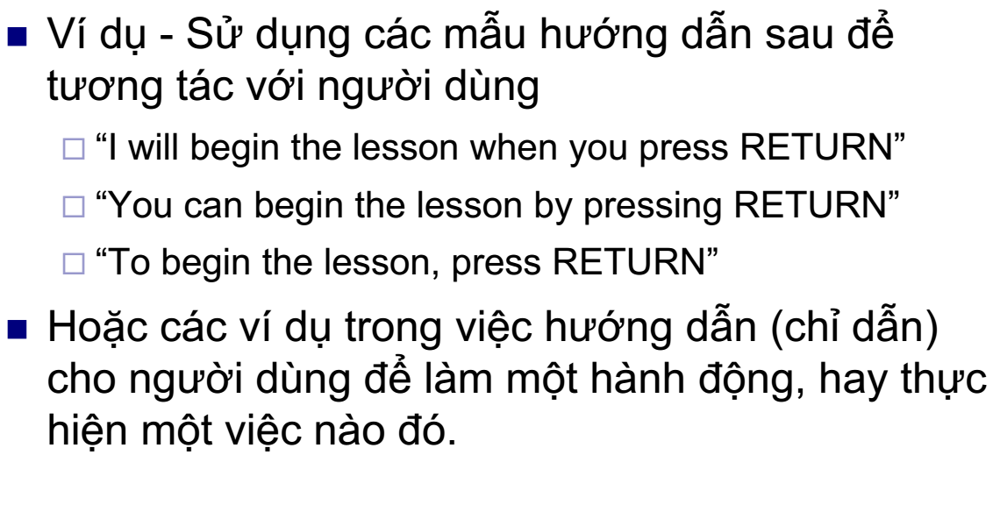 Ví dụ - Sử dụng các mẫu hướng dẫn sau để
tương tác với người dùng
“I will begin the lesson when you press RETURN”
“You can begin the lesson by pressing RETURN”
“To begin the lesson, press RETURN”
Hoặc các ví dụ trong việc hướng dẫn (chỉ dẫn)
cho người dùng để làm một hành động, hay thực
hiện một việc nào đó.